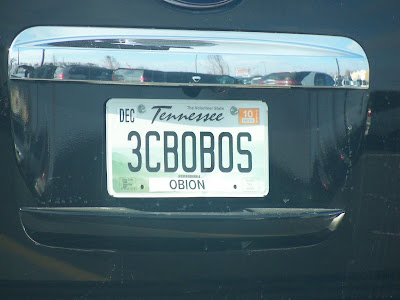 The Volunteer State
DEC Tennessee 10
3CBOBOS
OBION